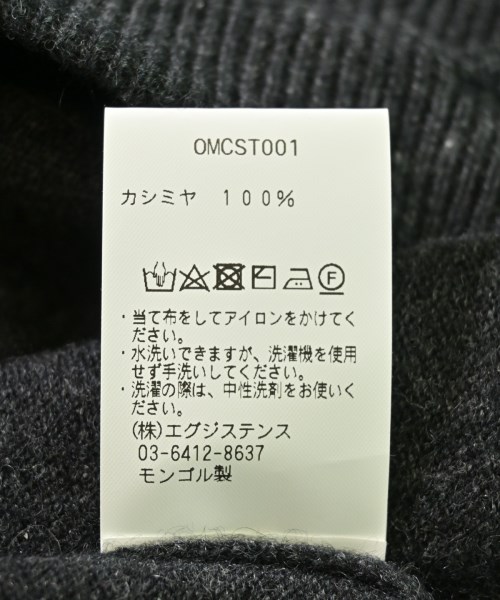 OMCST001
カシミヤ 100%
・当て布をしてアイロンをかけてく
ださい。
・水洗いできますが、洗濯機を使用
せず手洗いしてください。
・洗濯の際は、中性洗剤をお使いく
ださい。
(株)エグジステンス
03-6412-8637
モンゴル製